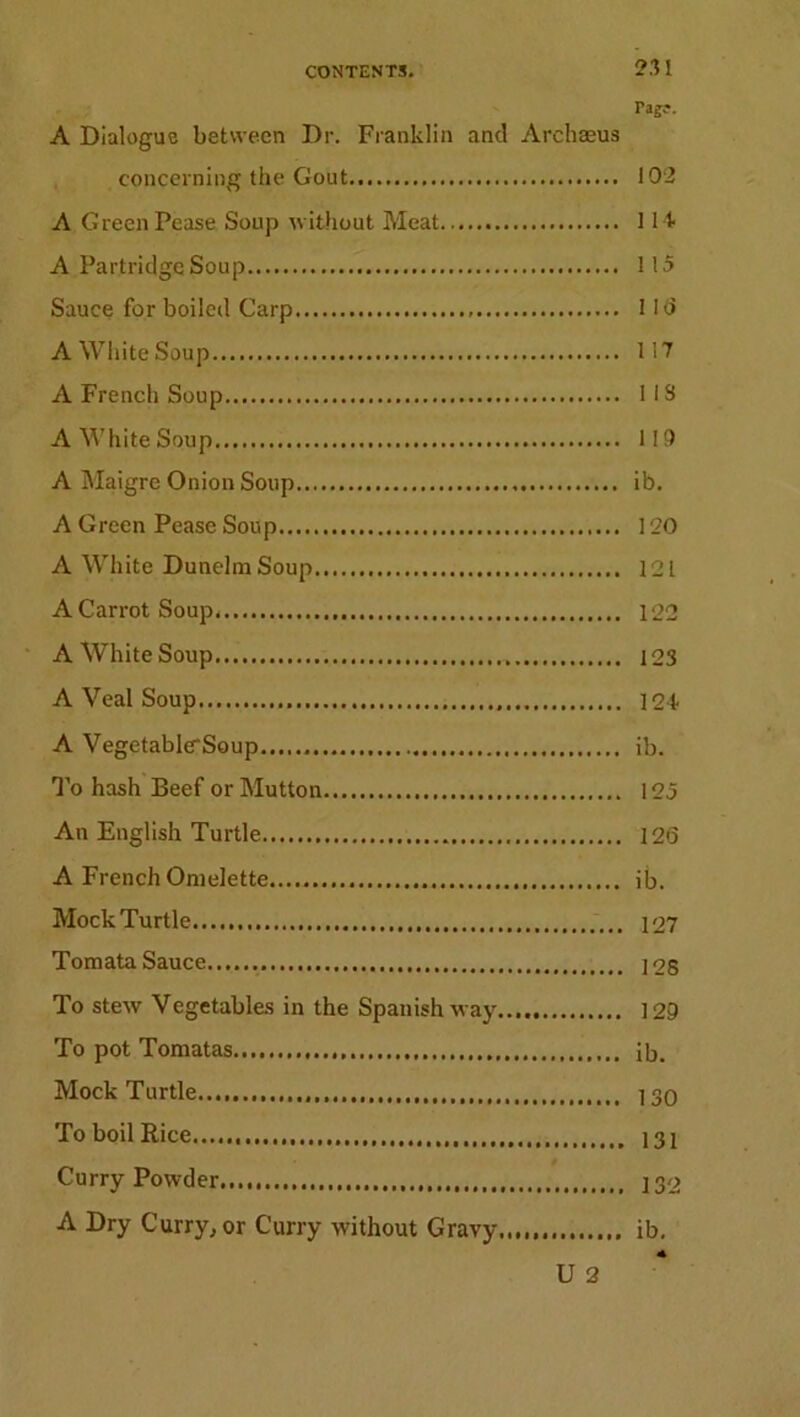 CONTENTS. 231
Page.
A Dialogue between Dr. Franklin and Archæus
concerning the Gout.............................. 102
A Green Pease Soup without Meat...................... 114
A Partridge Soup.......................................... 115
Sauce for boiled Carp.................................... 116
A White Soup............................................. 117
A French Soup............................................ 118
A White Soup............................................. 119
A Maigre Onion Soup.................................... ib.
A Green Pease Soup...................................... 120
A White Dunelm Soup.................................. 121
A Carrot Soup............................................. 122
A White Soup............................................. 123
A Veal Soup............................................... 124
A Vegetable Soup........................................ ib.
To hash Beef or Mutton................................. 125
An English Turtle........................................ 126
A French Omelette....................................... ib.
Mock Turtle............................................... 127
Tomata Sauce............................................. 128
To stew Vegetables in the Spanish way............... 129
To pot Tomatas........................................... ib.
Mock Turtle............................................... 130
To boil Rice................................................ 131
Curry Powder............................................. 132
A Dry Curry, or Curry without Gravy............... ib.
U 2